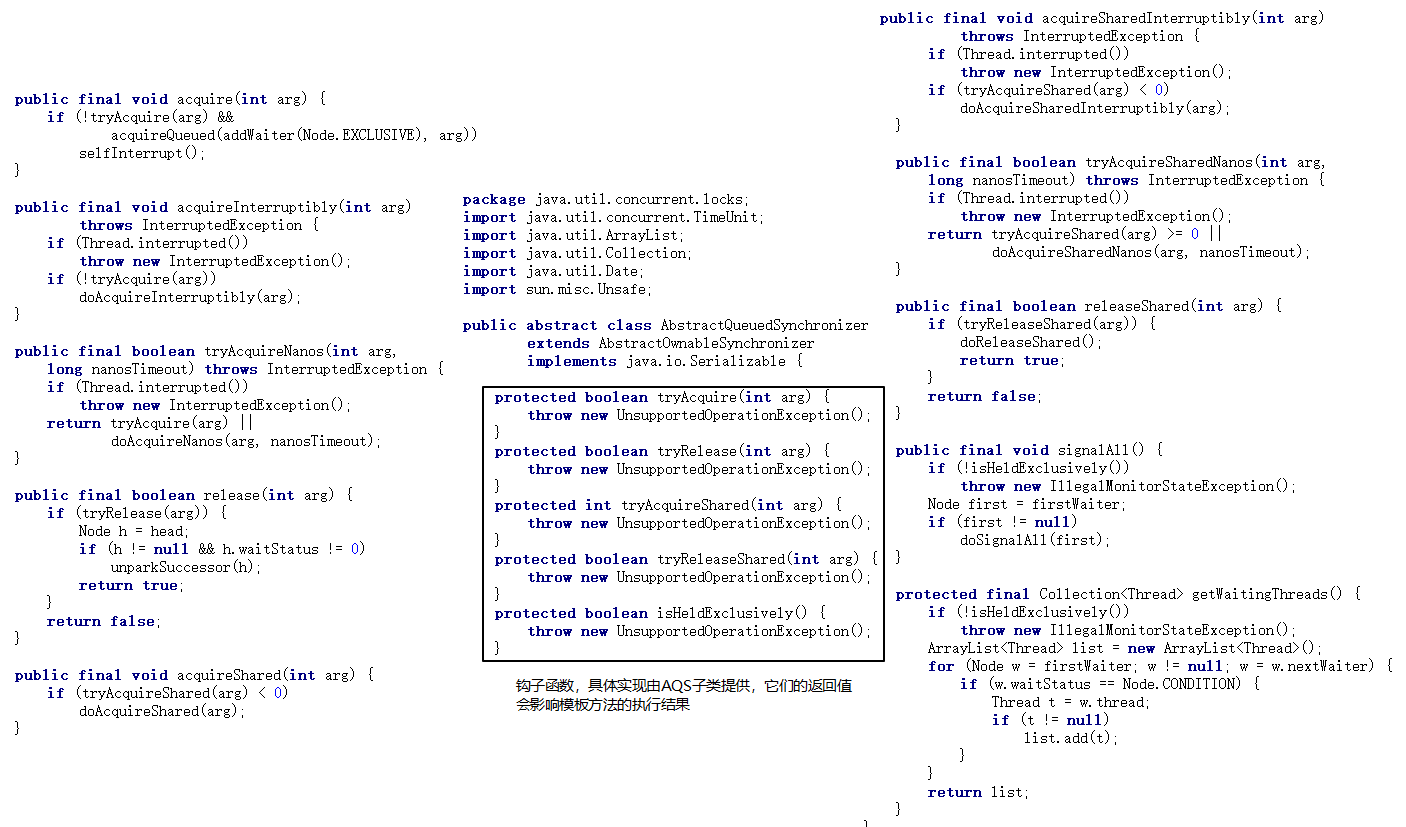 public final void acquire(int arg) {
    if (!tryAcquire(arg) &&
            acquireQueued(addWaiter(Node.EXCLUSIVE), arg))
        selfInterrupt();
}

public final void acquireInterruptibly(int arg)
        throws InterruptedException {
    if (Thread.interrupted())
        throw new InterruptedException();
    if (!tryAcquire(arg))
        doAcquireInterruptibly(arg);
}

public final boolean tryAcquireNanos(int arg,
    long nanosTimeout) throws InterruptedException {
    if (Thread.interrupted())
        throw new InterruptedException();
    return tryAcquire(arg) ||
            doAcquireNanos(arg, nanosTimeout);
}

public final boolean release(int arg) {
    if (tryRelease(arg)) {
        Node h = head;
        if (h != null && h.waitStatus != 0)
            unparkSuccessor(h);
        return true;
    }
    return false;
}

public final void acquireShared(int arg) {
    if (tryAcquireShared(arg) < 0)
        doAcquireShared(arg);
}

package java.util.concurrent.locks;
import java.util.concurrent.TimeUnit;
import java.util.ArrayList;
import java.util.Collection;
import java.util.Date;
import sun.misc.Unsafe;

public abstract class AbstractQueuedSynchronizer
        extends AbstractOwnableSynchronizer
        implements java.io.Serializable {

    protected boolean tryAcquire(int arg) {
        throw new UnsupportedOperationException();
    }
    protected boolean tryRelease(int arg) {
        throw new UnsupportedOperationException();
    }
    protected int tryAcquireShared(int arg) {
        throw new UnsupportedOperationException();
    }
    protected boolean tryReleaseShared(int arg) {
        throw new UnsupportedOperationException();
    }
    protected boolean isHeldExclusively() {
        throw new UnsupportedOperationException();
    }

钩子函数，具体实现由AQS子类提供，它们的返回值
会影响模板方法的执行结果

public final void acquireSharedInterruptibly(int arg)
        throws InterruptedException {
    if (Thread.interrupted())
        throw new InterruptedException();
    if (tryAcquireShared(arg) < 0)
        doAcquireSharedInterruptibly(arg);
}

public final boolean tryAcquireSharedNanos(int arg,
    long nanosTimeout) throws InterruptedException {
    if (Thread.interrupted())
        throw new InterruptedException();
    return tryAcquireShared(arg) >= 0 ||
            doAcquireSharedNanos(arg, nanosTimeout);
}

public final boolean releaseShared(int arg) {
    if (tryReleaseShared(arg)) {
        doReleaseShared();
        return true;
    }
    return false;
}

public final void signalAll() {
    if (!isHeldExclusively())
        throw new IllegalMonitorStateException();
    Node first = firstWaiter;
    if (first != null)
        doSignalAll(first);
}

protected final Collection<Thread> getWaitingThreads() {
    if (!isHeldExclusively())
        throw new IllegalMonitorStateException();
    ArrayList<Thread> list = new ArrayList<Thread>();
    for (Node w = firstWaiter; w != null; w = w.nextWaiter) {
        if (w.waitStatus == Node.CONDITION) {
            Thread t = w.thread;
            if (t != null)
                list.add(t);
        }
    }
    return list;
}
}